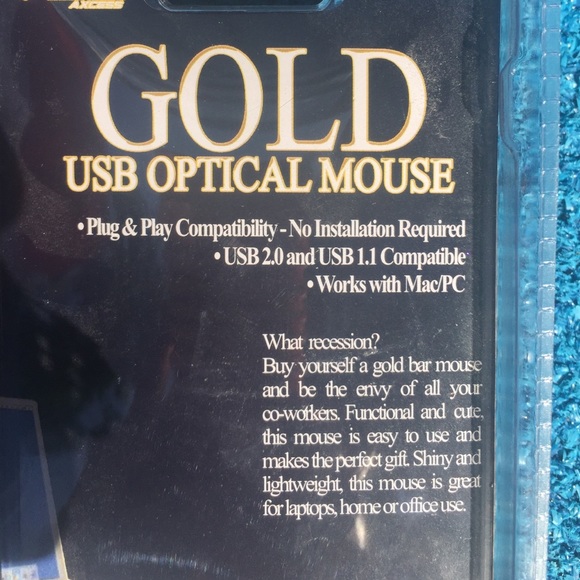 AXCESS
GOLD
USB OPTICAL MOUSE
• Plug & Play Compatibility - No Installation Required
• USB 2.0 and USB 1.1 Compatible
• Works with Mac/PC
What recession?
Buy yourself a gold bar mouse
and be the envy of all your
co-workers. Functional and cute,
this mouse is easy to use and
makes the perfect gift. Shiny and
lightweight, this mouse is great
for laptops, home or office use.